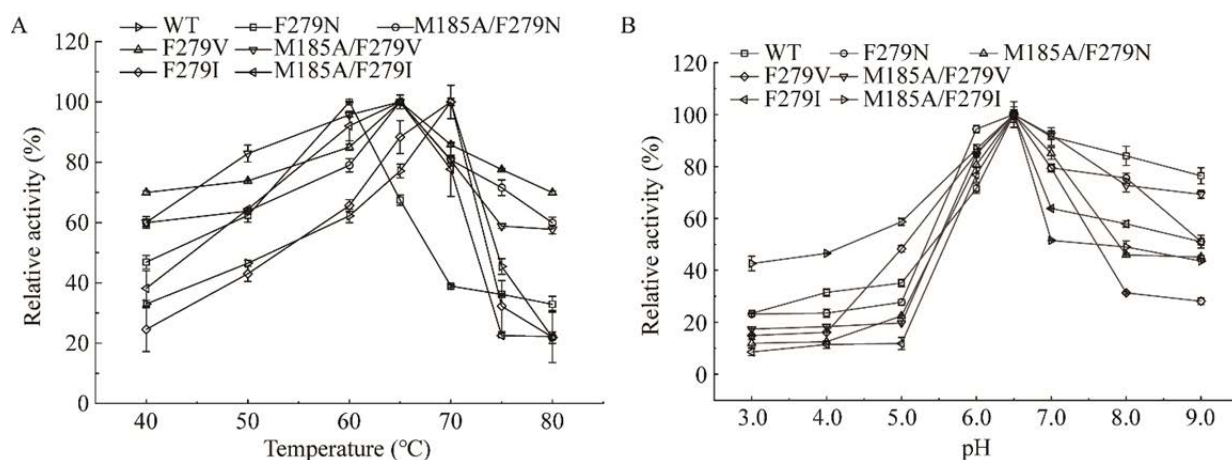 A
WT F279N M185A/F279N
F279V M185A/F279V
F279I M185A/F279I
120
100
80
60
40
20
0
Relative activity (%)
40 50 60 70 80
Temperature (℃)
B
WT F279N M185A/F279N
F279V M185A/F279V
F279I M185A/F279I
120
100
80
60
40
20
0
Relative activity (%)
3.0 4.0 5.0 6.0 7.0 8.0 9.0
pH